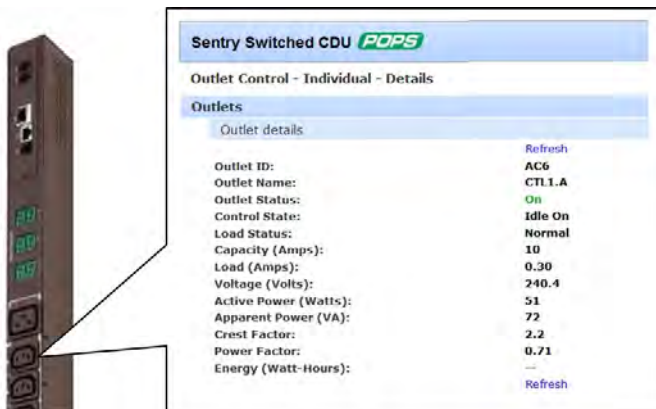 Sentry Switched CDU POPS
Outlet Control - Individual - Details
Outlets
Outlet details
Refresh
Outlet ID: AC6
Outlet Name: CTL1.A
Outlet Status: On
Control State: Idle On
Load Status: Normal
Capacity (Amps): 10
Load (Amps): 0.30
Voltage (Volts): 240.4
Active Power (Watts): 51
Apparent Power (VA): 72
Crest Factor: 2.2
Power Factor: 0.71
Energy (Watt-Hours): --
Refresh